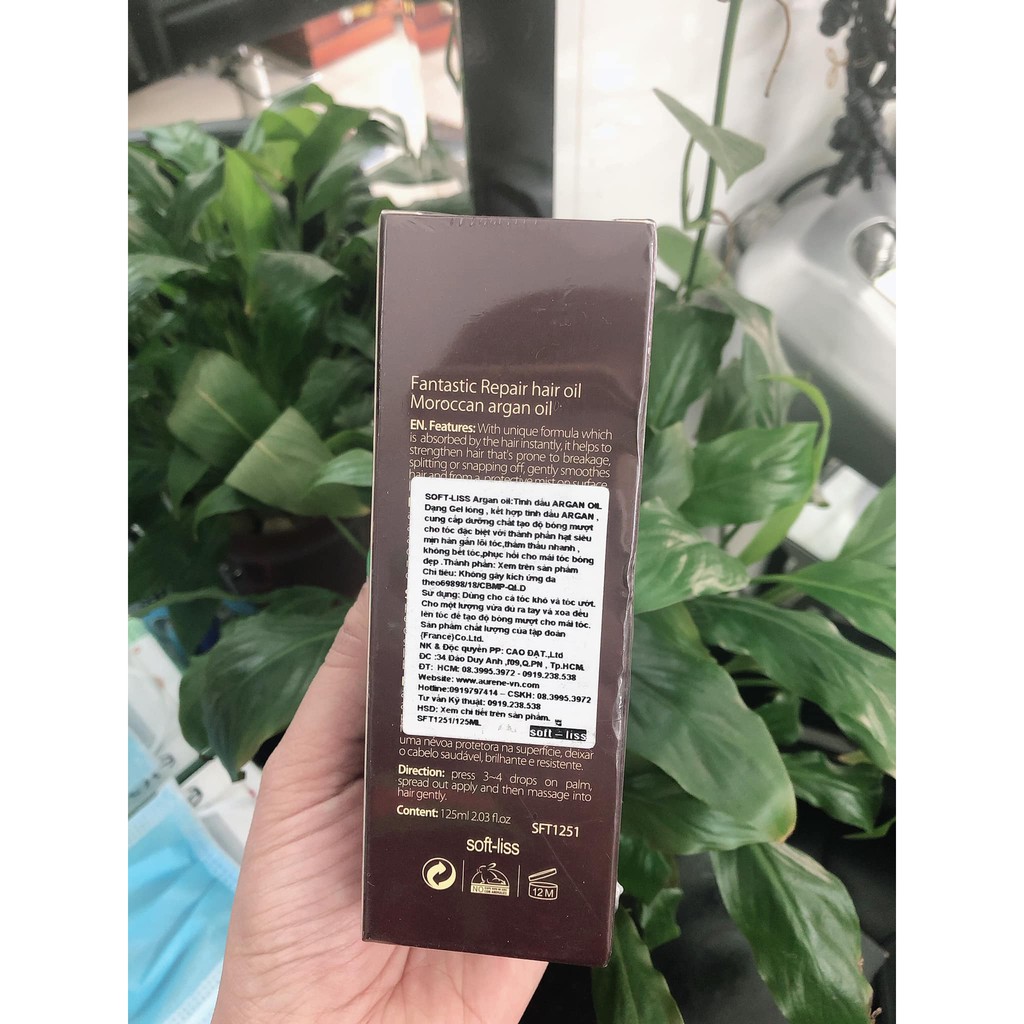 Fantastic Repair hair oil
Moroccan argan oil
EN. Features: With unique formula which
is absorbed by the hair instantly, it helps to
strengthen hair that's prone to breakage,
splitting or snapping off, gently smoothes
hair and from a protective mist on surface
SOFT-LISS Argan oil:Tinh dầu ARGAN OIL
Dạng Gel lỏng , kết hợp tinh dầu ARGAN ,
cung cấp dưỡng chất tạo độ bóng mượt
cho tóc đặc biệt với thành phần hạt siêu
mịn hàn gắn lõi tóc,thẩm thấu nhanh ,
không bết tóc,phục hồi cho mái tóc bóng
đẹp .Thành phần: Xem trên sản phẩm
Chỉ tiêu: Không gây kích ứng da
theo69898/18/CBMP-QLD
Sử dụng: Dùng cho cả tóc khô và tóc ướt.
Cho một lượng vừa đủ ra tay và xoa đều
lên tóc để tạo độ bóng mượt cho mái tóc.
Sản phẩm chất lượng của tập đoàn
(France)Co.Ltd.
NK & Độc quyền PP: CAO ĐẠT.,Ltd
ĐC :34 Đào Duy Anh ,f09,Q.PN , Tp.HCM.
ĐT: HCM: 08.3995.3972 - 0919.238.538
Website: www.aurene-vn.com
Hotline:0919797414 – CSKH: 08.3995.3972
Tư vấn Kỹ thuật: 0919.238.538
HSD: Xem chi tiết trên sản phẩm.
SFT1251/125ML
soft-liss
uma névoa protetora na superfície, deixar
o cabelo saudável, brilhante e resistente.
Direction: press 3~4 drops on palm,
spread out apply and then massage into
hair gently.
Content: 125ml 2.03 fl.oz
SFT1251
soft-liss
NO
12 M